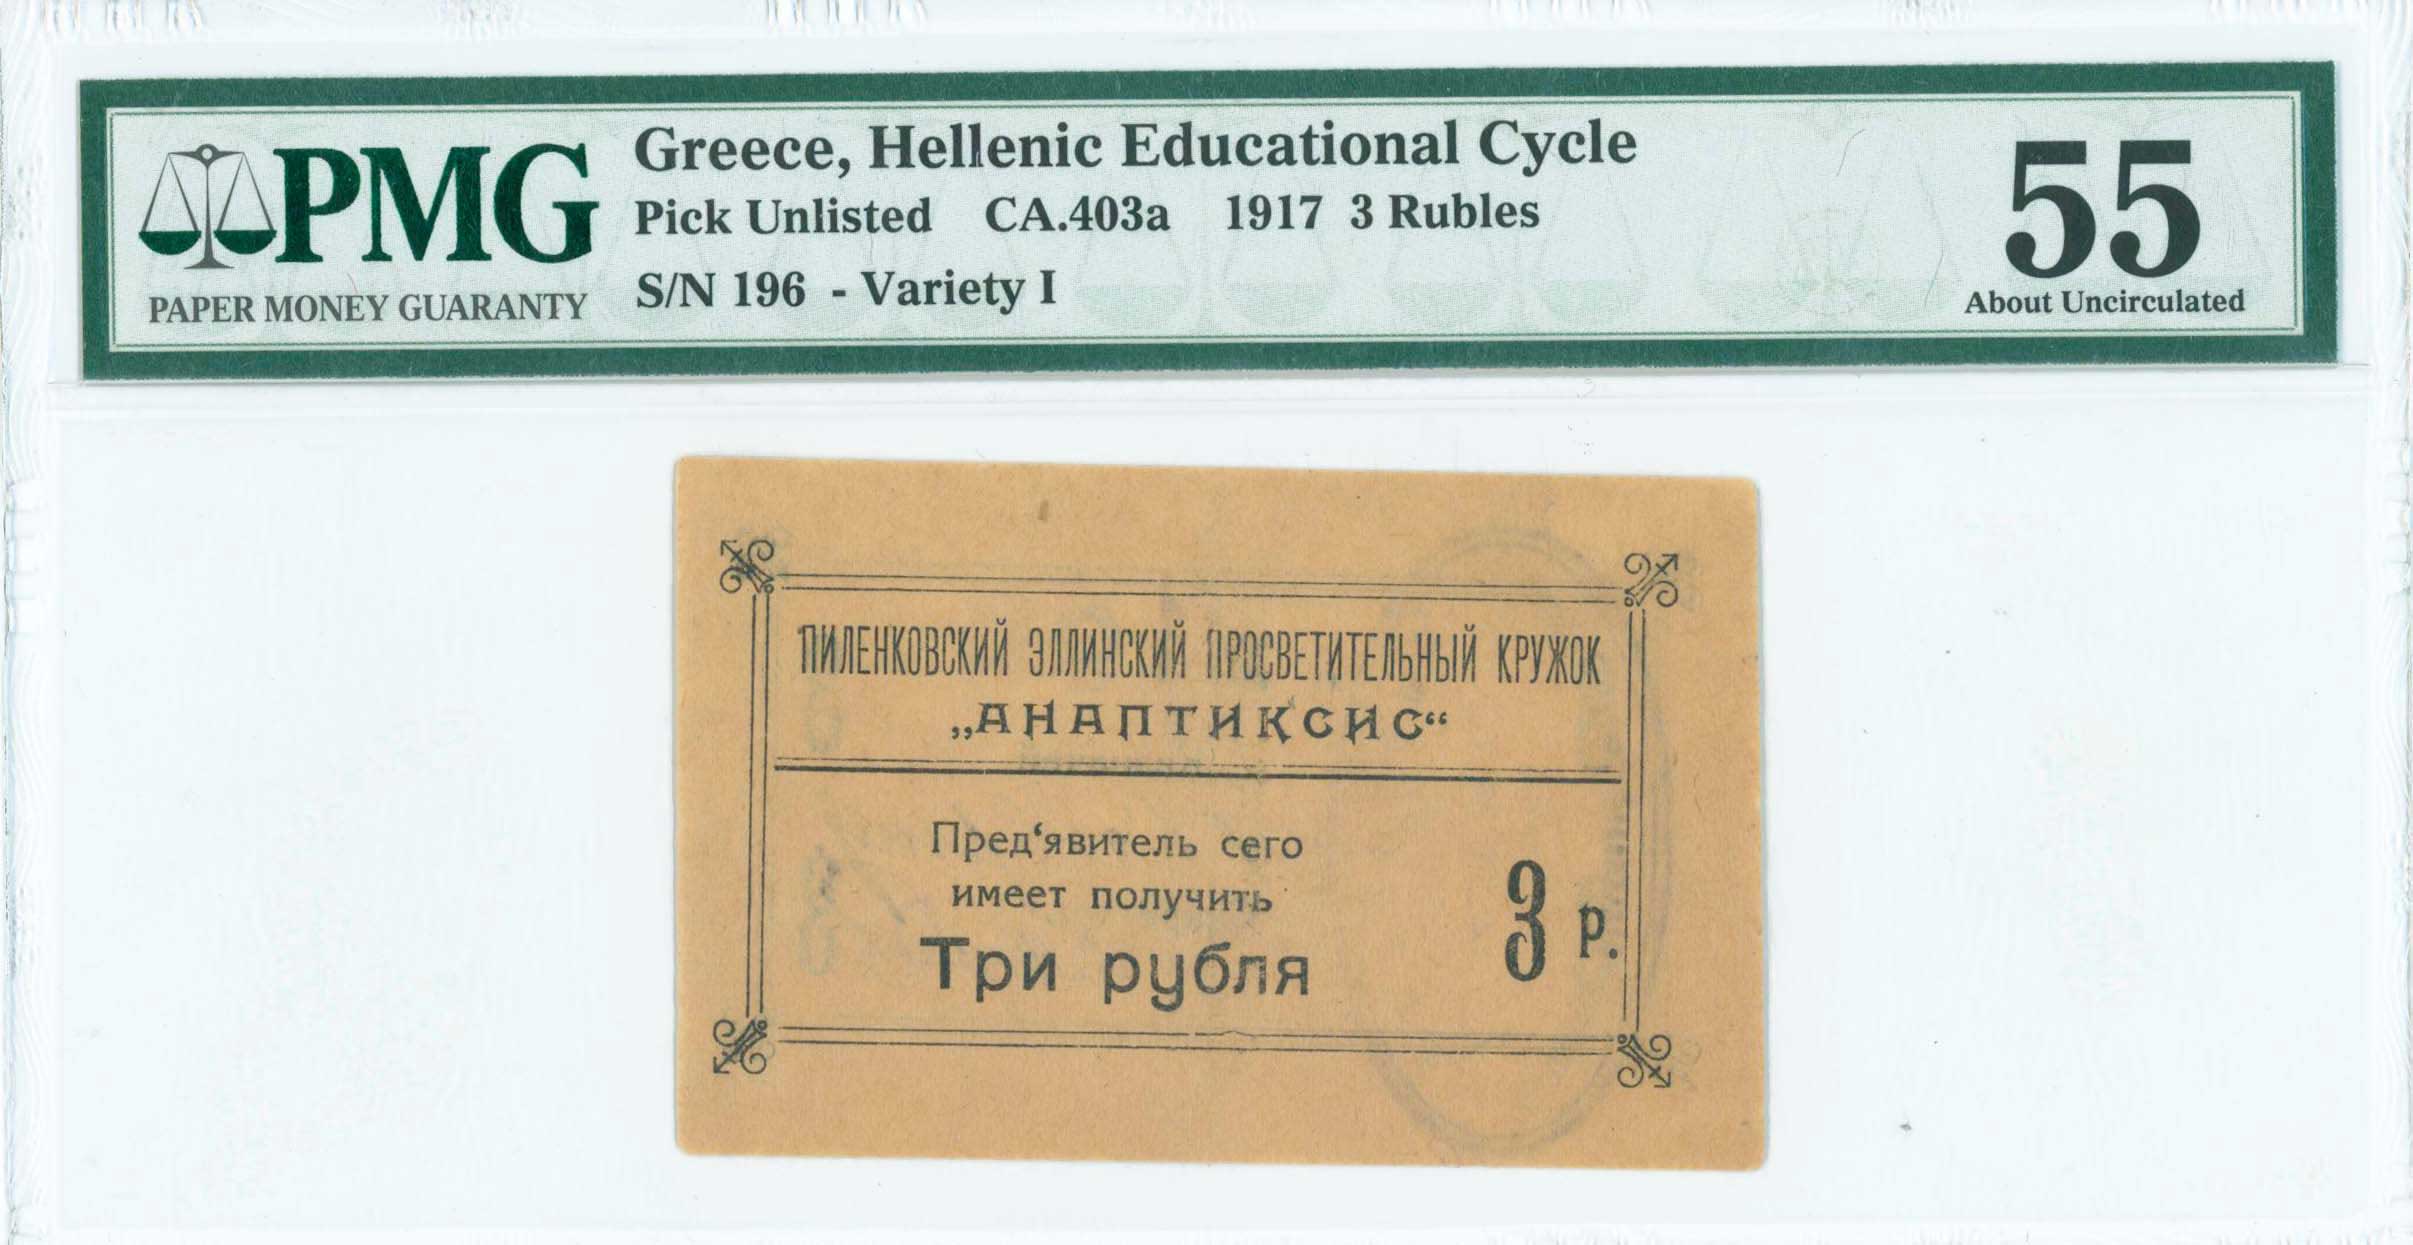 PMG
PAPER MONEY GUARANTY
Greece, Hellenic Educational Cycle
Pick Unlisted CA.403a 1917 3 Rubles
S/N 196 - Variety I
55
About Uncirculated
ПИЛЕНКОВСКИЙ ЭЛЛИНСКИЙ ПРОСВЕТИТЕЛЬНЫЙ КРУЖОК
„АНАПТИКСИС“
Пред‘явитель сего
имеет получить
Три рубля
3 р.